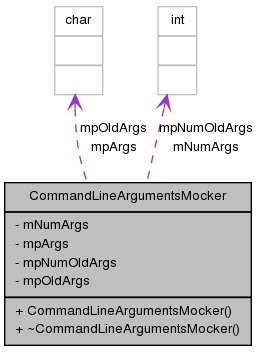 char
int
mpOldArgs
mpArgs
mpNumOldArgs
mNumArgs
CommandLineArgumentsMocker
- mNumArgs
- mpArgs
- mpNumOldArgs
- mpOldArgs
+ CommandLineArgumentsMocker()
+ ~CommandLineArgumentsMocker()